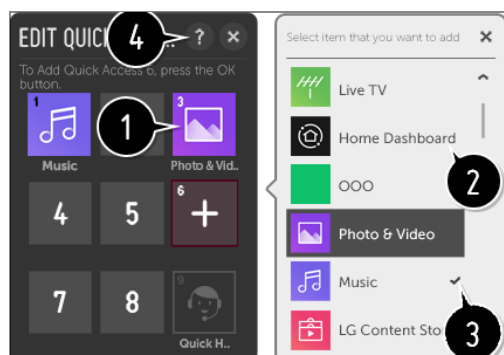 EDIT QUIC
4
..
?
×
To Add Quick Access 6, press the OK
button.
1
3
1
Music
Photo & Vid..
4
5
6
+
7
8
9
Quick H..
Select item that you want to add
×
Live TV
Home Dashboard
2
OOO
Photo & Video
Music
LG Content Sto
3